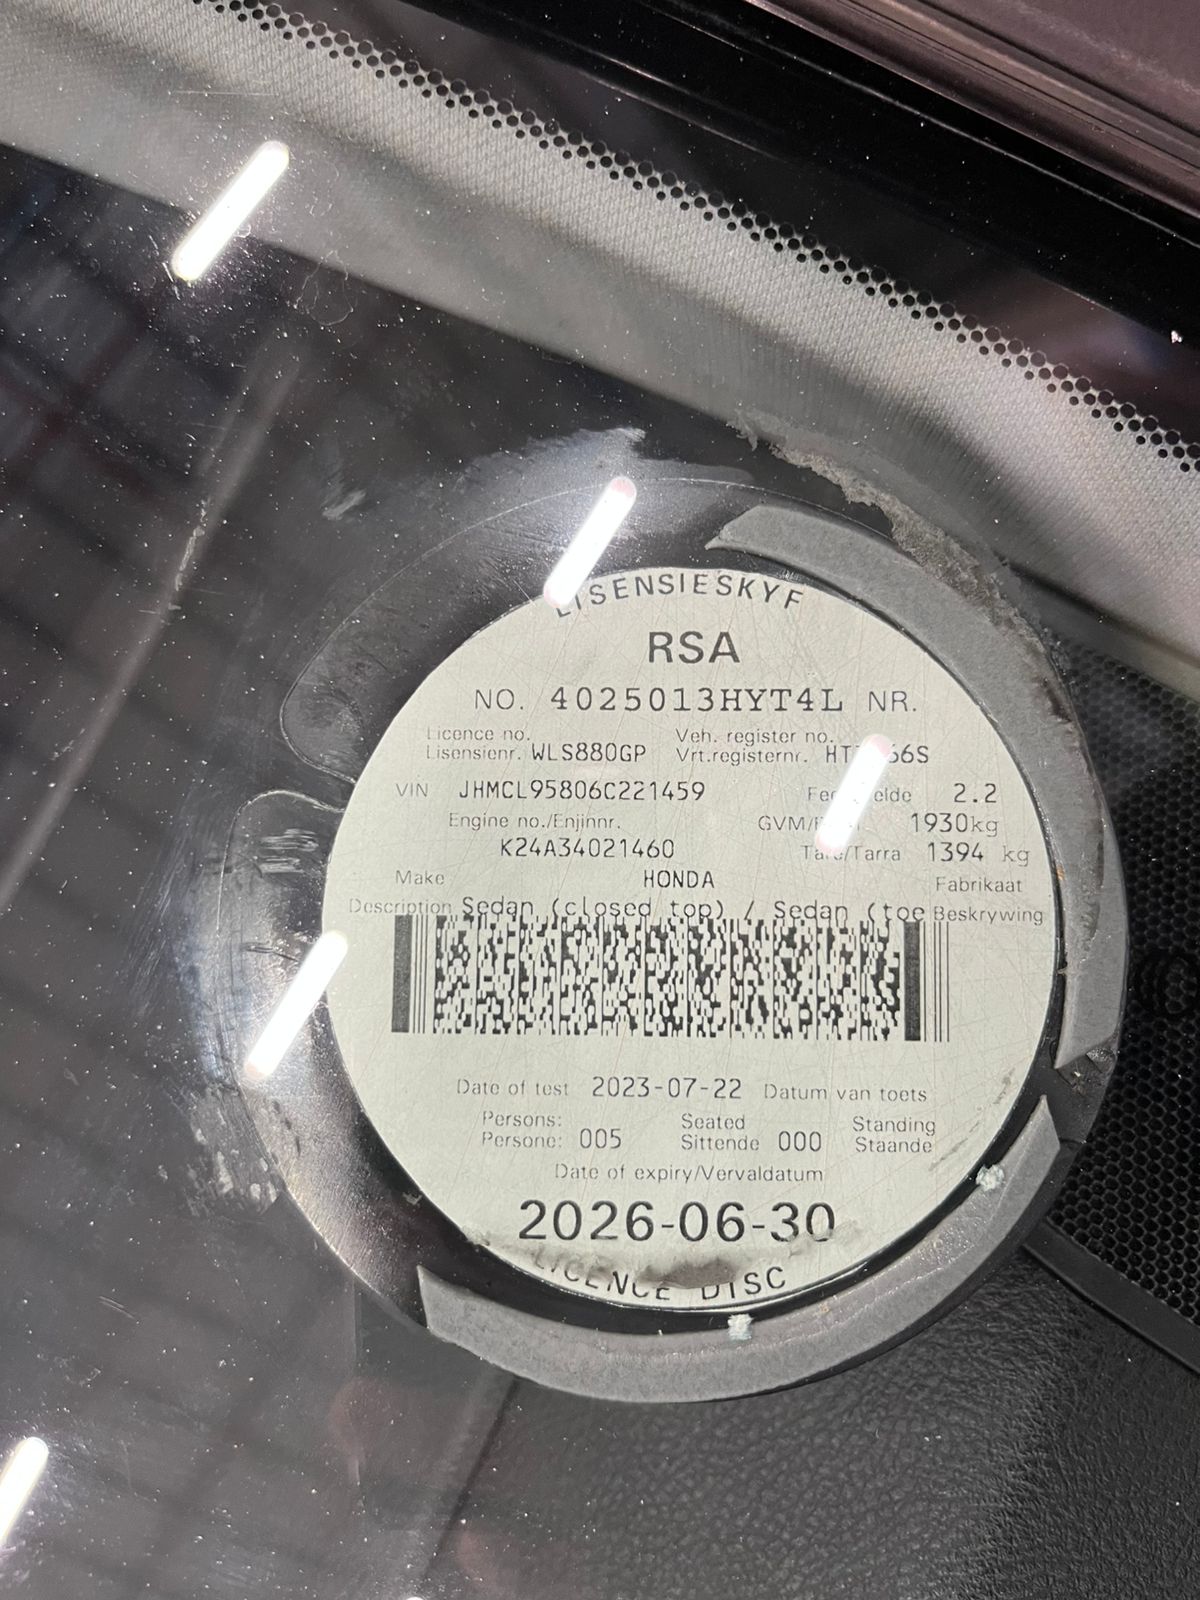 LISENSIESKYF
RSA
NO. 4025013HYT4L NR.
Licence no. Veh. register no.
Lisensienr. WLS880GP Vrt.registernr.
VIN JHMCL95806C221459 2.2
Engine no./Enjinnr. 1930kg
K24A34021460 Tare/Tarra 1394 kg
Make HONDA Fabrikaat
Description Sedan (closed top) / Sedan (toe Beskrywing
Date of test 2023-07-22 Datum van toets
Persons: Seated Standing
Persone: 005 Sittende 000 Staande
Date of expiry/Vervaldatum
2026-06-30
LICENCE DISC